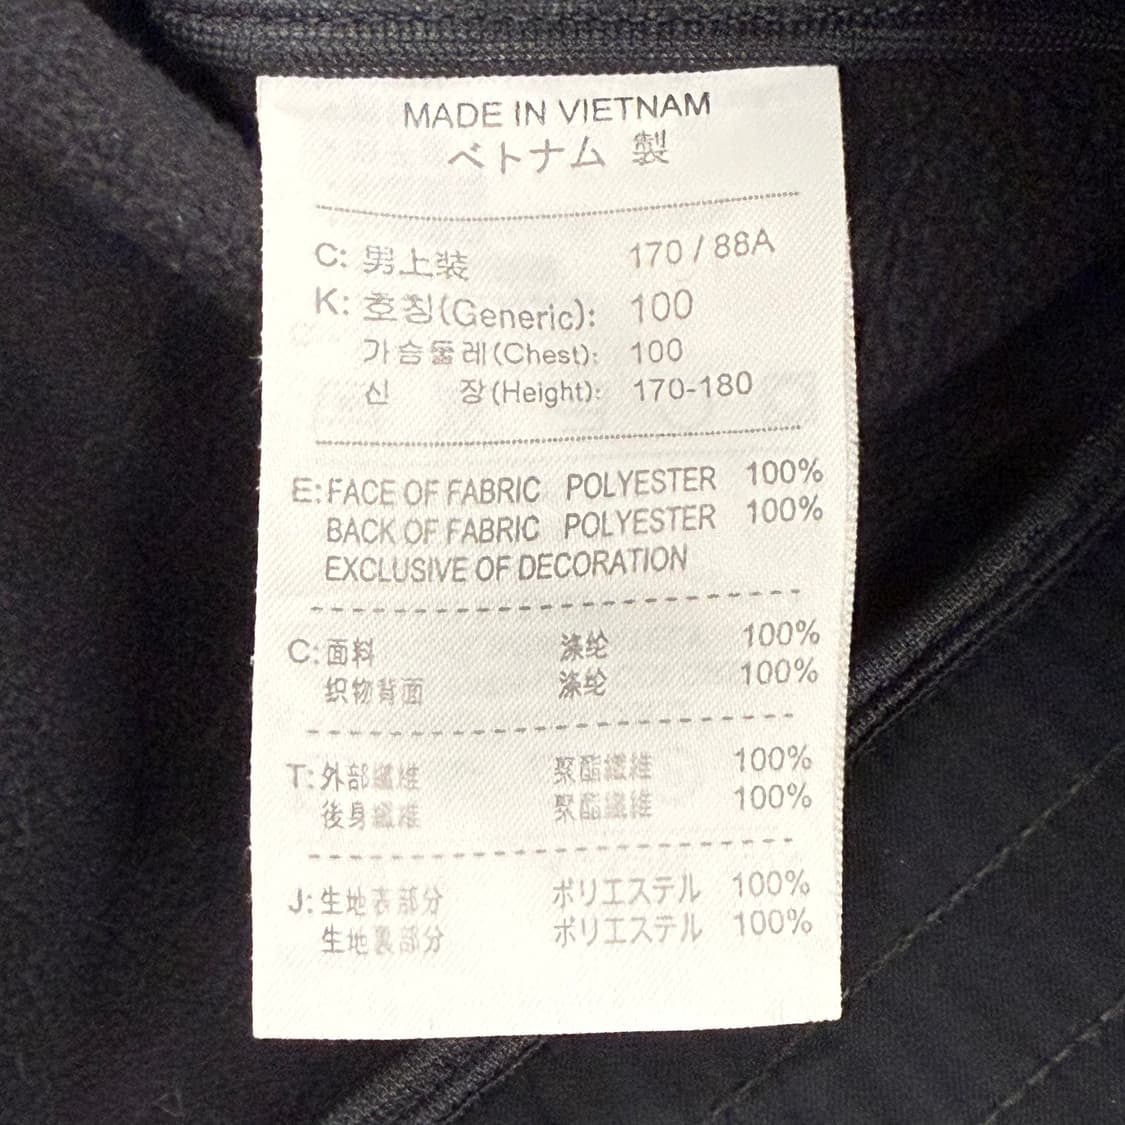 MADE IN VIETNAM
ベトナム 製
C: 男上装 170 / 88A
K: 호칭(Generic): 100
가슴둘레(Chest): 100
신 장(Height): 170-180
E: FACE OF FABRIC POLYESTER 100%
BACK OF FABRIC POLYESTER 100%
EXCLUSIVE OF DECORATION
C: 面料 涤纶 100%
织物背面 涤纶 100%
T: 外部纖維 聚酯纖維 100%
後身纖維 聚酯纖維 100%
J: 生地表部分 ポリエステル 100%
生地裏部分 ポリエステル 100%